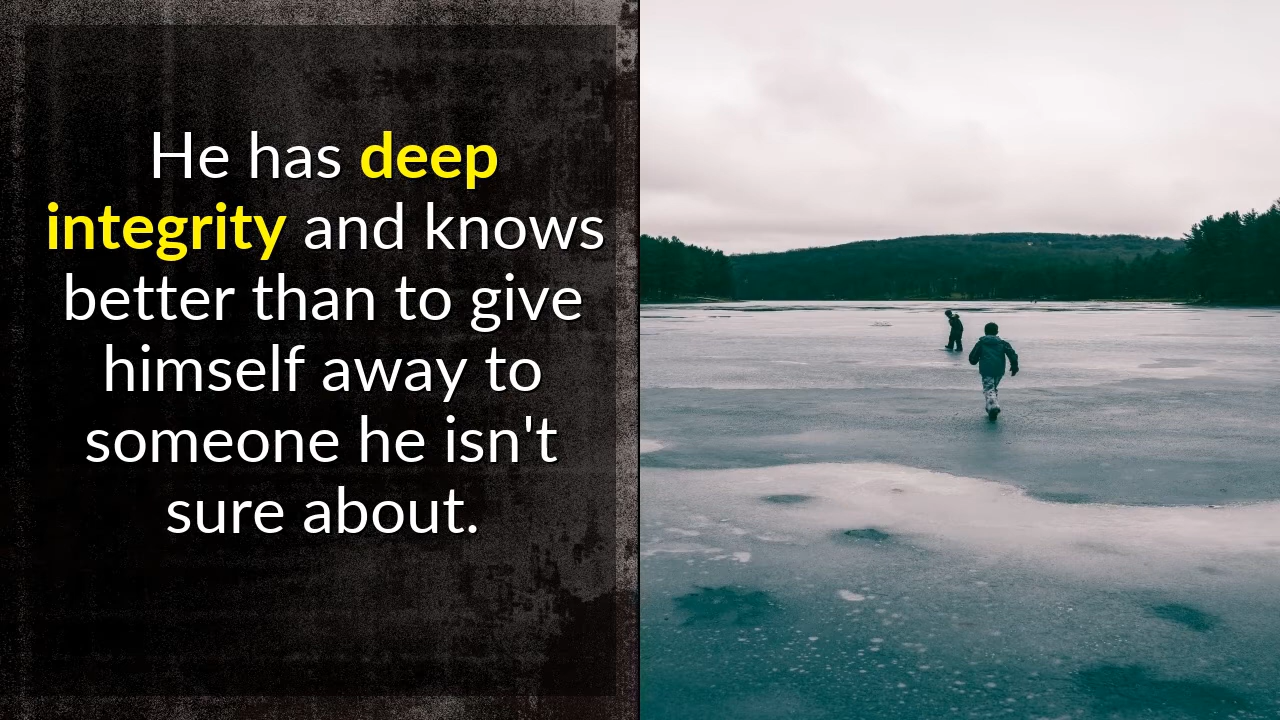 He has deep
integrity and knows
better than to give
himself away to
someone he isn't
sure about.